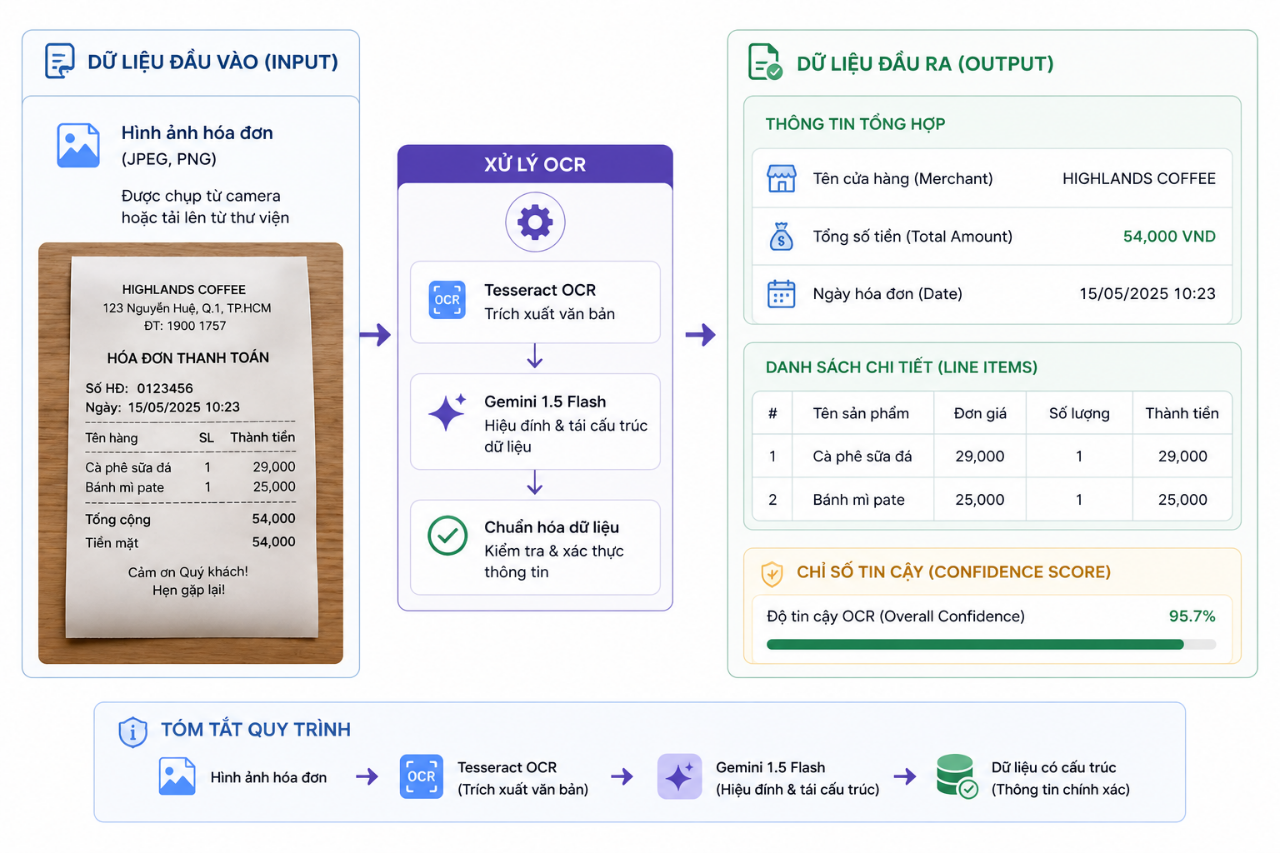 DỮ LIỆU ĐẦU VÀO (INPUT)
Hình ảnh hóa đơn
(JPEG, PNG)
Được chụp từ camera
hoặc tải lên từ thư viện
HIGHLANDS COFFEE
123 Nguyễn Huệ, Q.1, TP.HCM
ĐT: 1900 1757
HÓA ĐƠN THANH TOÁN
Số HĐ: 0123456
Ngày: 15/05/2025 10:23
Tên hàng SL Thành tiền
Cà phê sữa đá 1 29,000
Bánh mì pate 1 25,000
Tổng cộng 54,000
Tiền mặt 54,000
Cảm ơn Quý khách!
Hẹn gặp lại!
XỬ LÝ OCR
OCR
Tesseract OCR
Trích xuất văn bản
Gemini 1.5 Flash
Hiệu đính & tái cấu trúc
dữ liệu
Chuẩn hóa dữ liệu
Kiểm tra & xác thực
thông tin
DỮ LIỆU ĐẦU RA (OUTPUT)
THÔNG TIN TỔNG HỢP
Tên cửa hàng (Merchant) HIGHLANDS COFFEE
Tổng số tiền (Total Amount) 54,000 VND
Ngày hóa đơn (Date) 15/05/2025 10:23
DANH SÁCH CHI TIẾT (LINE ITEMS)
# Tên sản phẩm Đơn giá Số lượng Thành tiền
1 Cà phê sữa đá 29,000 1 29,000
2 Bánh mì pate 25,000 1 25,000
CHỈ SỐ TIN CẬY (CONFIDENCE SCORE)
Độ tin cậy OCR (Overall Confidence) 95.7%
TÓM TẮT QUY TRÌNH
Hình ảnh hóa đơn
OCR
Tesseract OCR
(Trích xuất văn bản)
Gemini 1.5 Flash
(Hiệu đính & tái cấu trúc)
Dữ liệu có cấu trúc
(Thông tin chính xác)